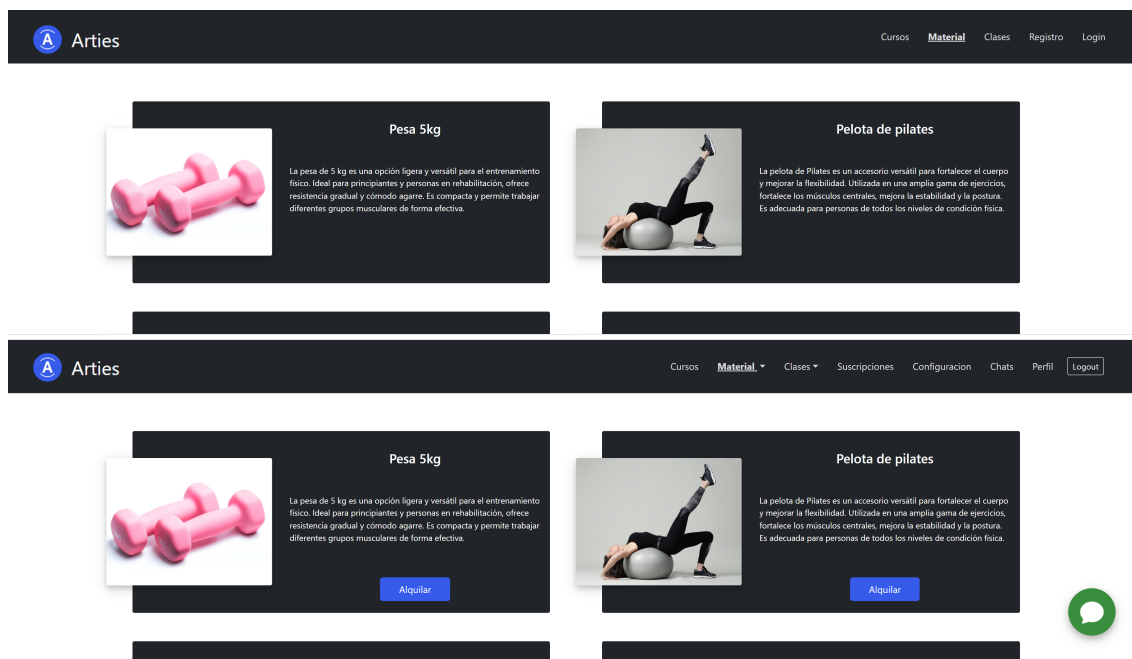 A Arties
Cursos Material Clases Registro Login
Pesa 5kg
La pesa de 5 kg es una opción ligera y versátil para el entrenamiento
físico. Ideal para principiantes y personas en rehabilitación, ofrece
resistencia gradual y cómodo agarre. Es compacta y permite trabajar
diferentes grupos musculares de forma efectiva.
Pelota de pilates
La pelota de Pilates es un accesorio versátil para fortalecer el cuerpo
y mejorar la flexibilidad. Utilizada en una amplia gama de ejercicios,
fortalece los músculos centrales, mejora la estabilidad y la postura.
Es adecuada para personas de todos los niveles de condición física.
A Arties
Cursos Material Clases Suscripciones Configuracion Chats Perfil Logout
Pesa 5kg
La pesa de 5 kg es una opción ligera y versátil para el entrenamiento
físico. Ideal para principiantes y personas en rehabilitación, ofrece
resistencia gradual y cómodo agarre. Es compacta y permite trabajar
diferentes grupos musculares de forma efectiva.
Alquilar
Pelota de pilates
La pelota de Pilates es un accesorio versátil para fortalecer el cuerpo
y mejorar la flexibilidad. Utilizada en una amplia gama de ejercicios,
fortalece los músculos centrales, mejora la estabilidad y la postura.
Es adecuada para personas de todos los niveles de condición física.
Alquilar